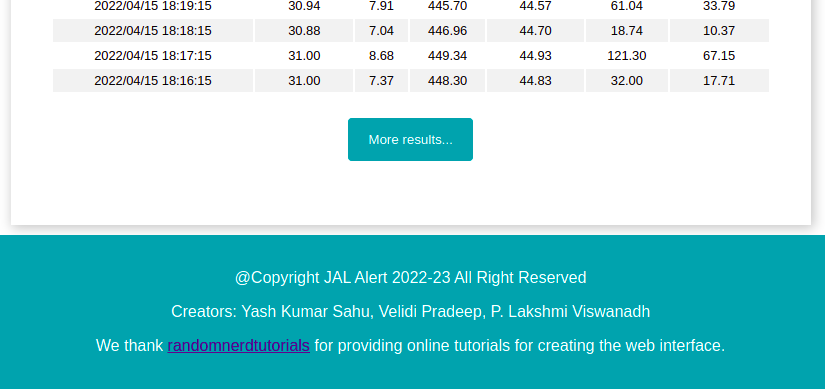 2022/04/15 18:19:15 30.94 7.91 445.70 44.57 61.04 33.79
2022/04/15 18:18:15 30.88 7.04 446.96 44.70 18.74 10.37
2022/04/15 18:17:15 31.00 8.68 449.34 44.93 121.30 67.15
2022/04/15 18:16:15 31.00 7.37 448.30 44.83 32.00 17.71
More results...
@Copyright JAL Alert 2022-23 All Right Reserved
Creators: Yash Kumar Sahu, Velidi Pradeep, P. Lakshmi Viswanadh
We thank randomnerdtutorials for providing online tutorials for creating the web interface.